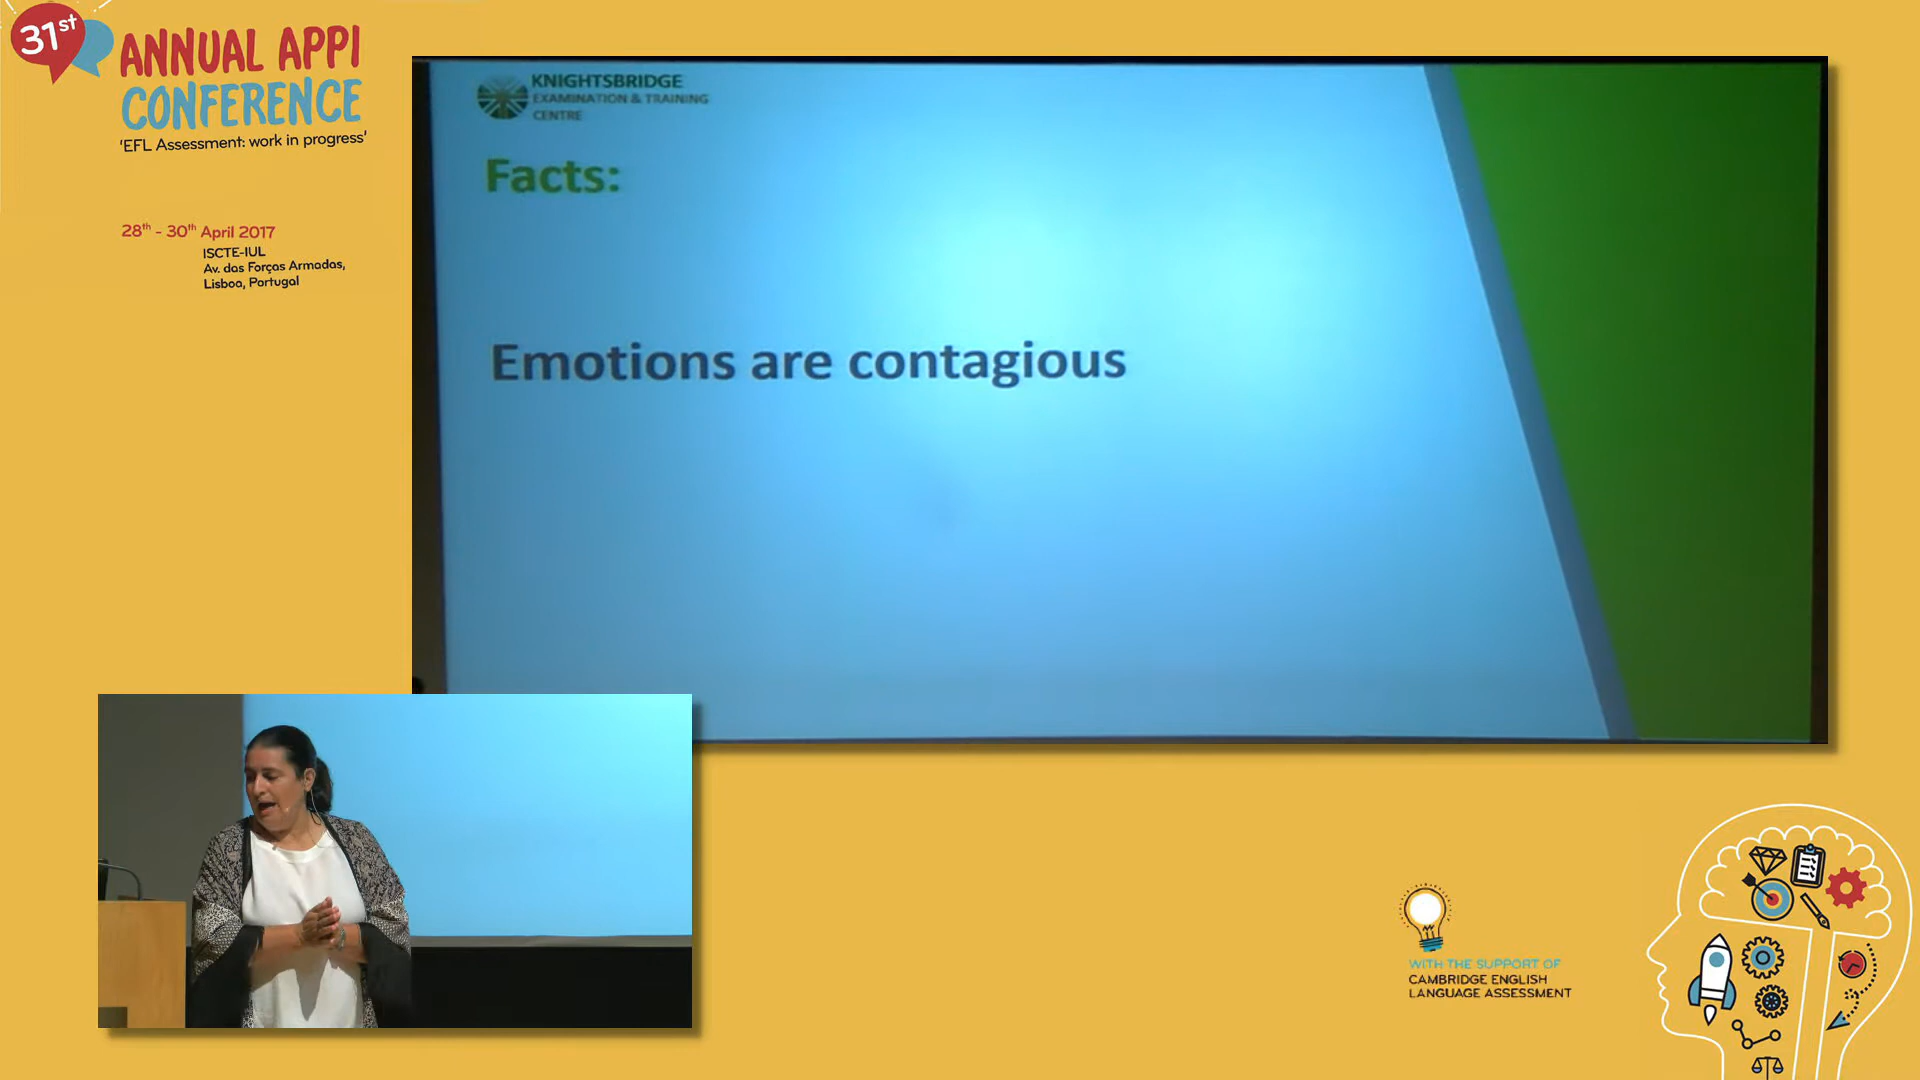 31st
ANNUAL APPI
CONFERENCE
'EFL Assessment: work in progress'
28th - 30th April 2017
ISCTE-IUL
Av. das Forças Armadas,
Lisboa, Portugal
KNIGHTSBRIDGE
EXAMINATION & TRAINING
CENTRE
Facts:
Emotions are contagious
WITH THE SUPPORT OF
CAMBRIDGE ENGLISH
LANGUAGE ASSESSMENT